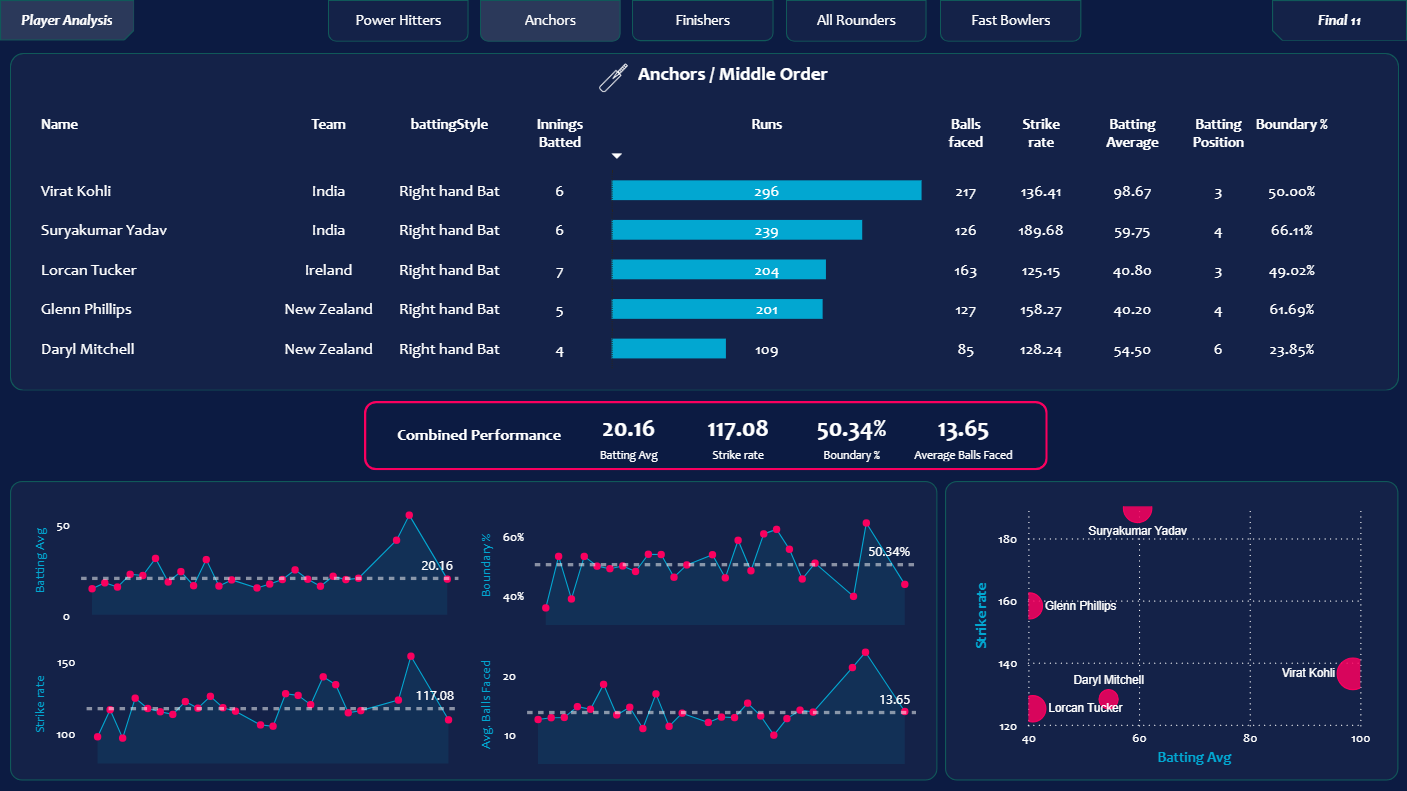 Player Analysis
Power Hitters
Anchors
Finishers
All Rounders
Fast Bowlers
Final 11
Anchors / Middle Order
Name Team battingStyle Innings Batted Runs Balls faced Strike rate Batting Average Batting Position Boundary %
Virat Kohli India Right hand Bat 6 296 217 136.41 98.67 3 50.00%
Suryakumar Yadav India Right hand Bat 6 239 126 189.68 59.75 4 66.11%
Lorcan Tucker Ireland Right hand Bat 7 204 163 125.15 40.80 3 49.02%
Glenn Phillips New Zealand Right hand Bat 5 201 127 158.27 40.20 4 61.69%
Daryl Mitchell New Zealand Right hand Bat 4 109 85 128.24 54.50 6 23.85%
Combined Performance
20.16
Batting Avg
117.08
Strike rate
50.34%
Boundary %
13.65
Average Balls Faced
Batting Avg
50
0
20.16
Boundary %
60%
40%
50.34%
Strike rate
150
100
117.08
Avg. Balls Faced
20
10
13.65
Strike rate
180
160
140
120
Suryakumar Yadav
Glenn Phillips
Virat Kohli
Daryl Mitchell
Lorcan Tucker
40 60 80 100
Batting Avg